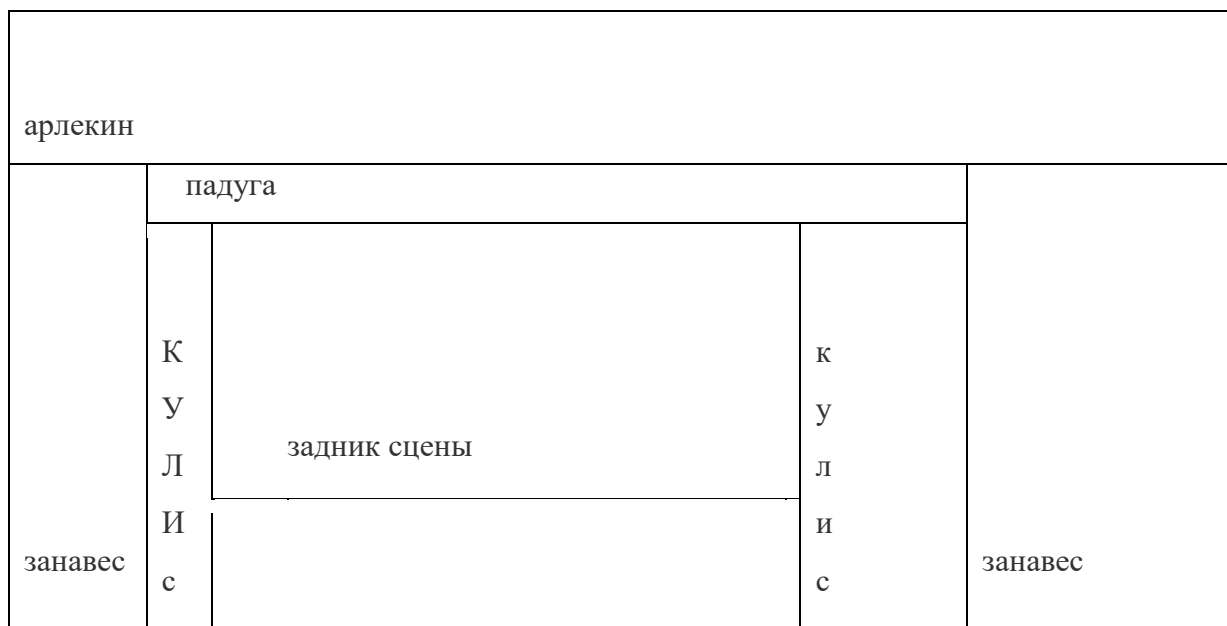 арлекин
падуга
К
У
Л
И
с
задник сцены
к
у
л
и
с
занавес
занавес